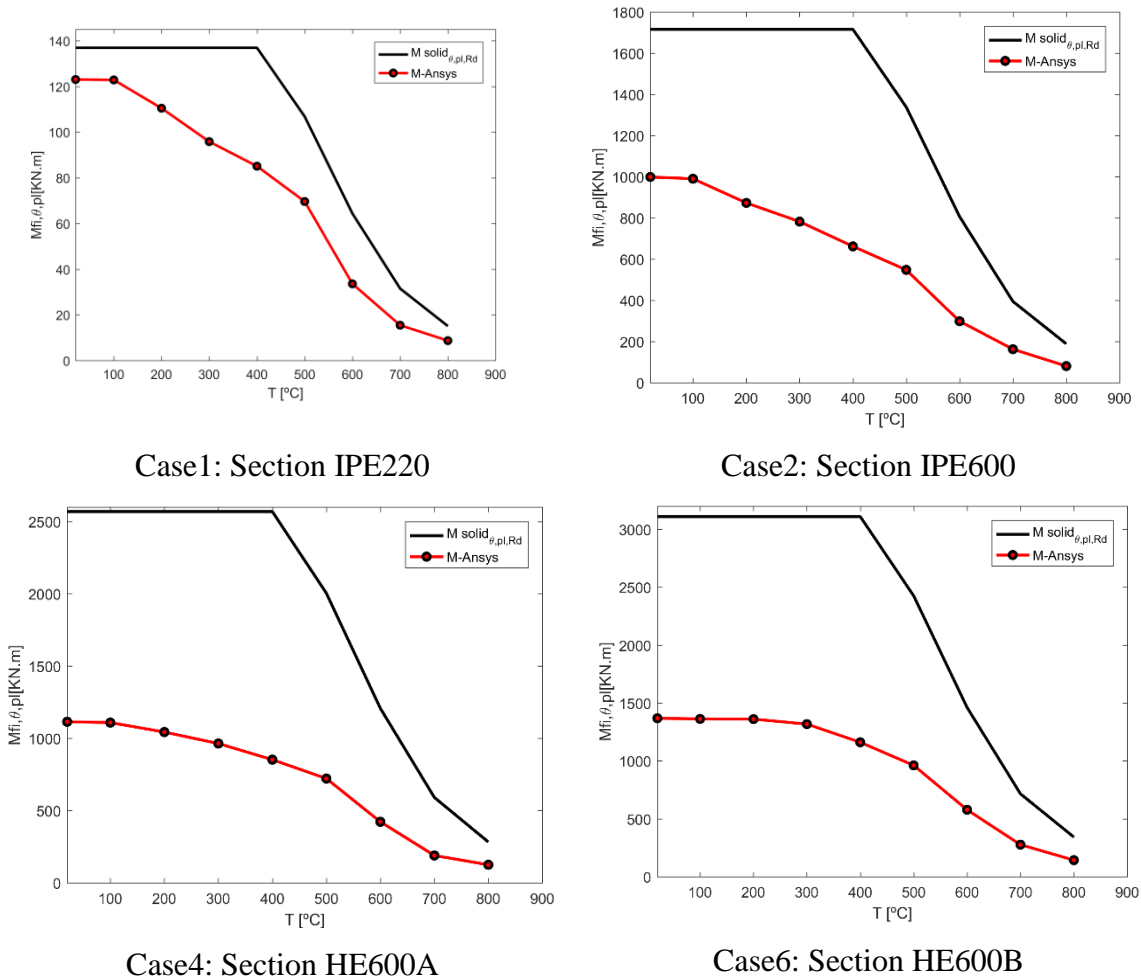 140
120
100
80
60
40
20
0
Mfi,θ,pl[KN.m]
M solidθ,pl,Rd
M-Ansys
100 200 300 400 500 600 700 800 900
T [ºC]
Case1: Section IPE220
1800
1600
1400
1200
1000
800
600
400
200
0
Mfi,θ,pl[KN.m]
M solidθ,pl,Rd
M-Ansys
100 200 300 400 500 600 700 800 900
T [ºC]
Case2: Section IPE600
2500
2000
1500
1000
500
0
Mfi,θ,pl[KN.m]
M solidθ,pl,Rd
M-Ansys
100 200 300 400 500 600 700 800 900
T [ºC]
Case4: Section HE600A
3000
2500
2000
1500
1000
500
0
Mfi,θ,pl[KN.m]
M solidθ,pl,Rd
M-Ansys
100 200 300 400 500 600 700 800 900
T [ºC]
Case6: Section HE600B